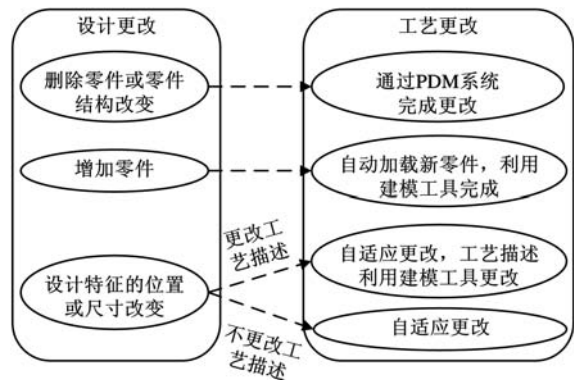 设计更改
删除零件或零件
结构改变
增加零件
设计特征的位置
或尺寸改变
更改工
艺描述
不更改工
艺描述
工艺更改
通过PDM系统
完成更改
自动加载新零件，利用
建模工具完成
自适应更改，工艺描述
利用建模工具更改
自适应更改